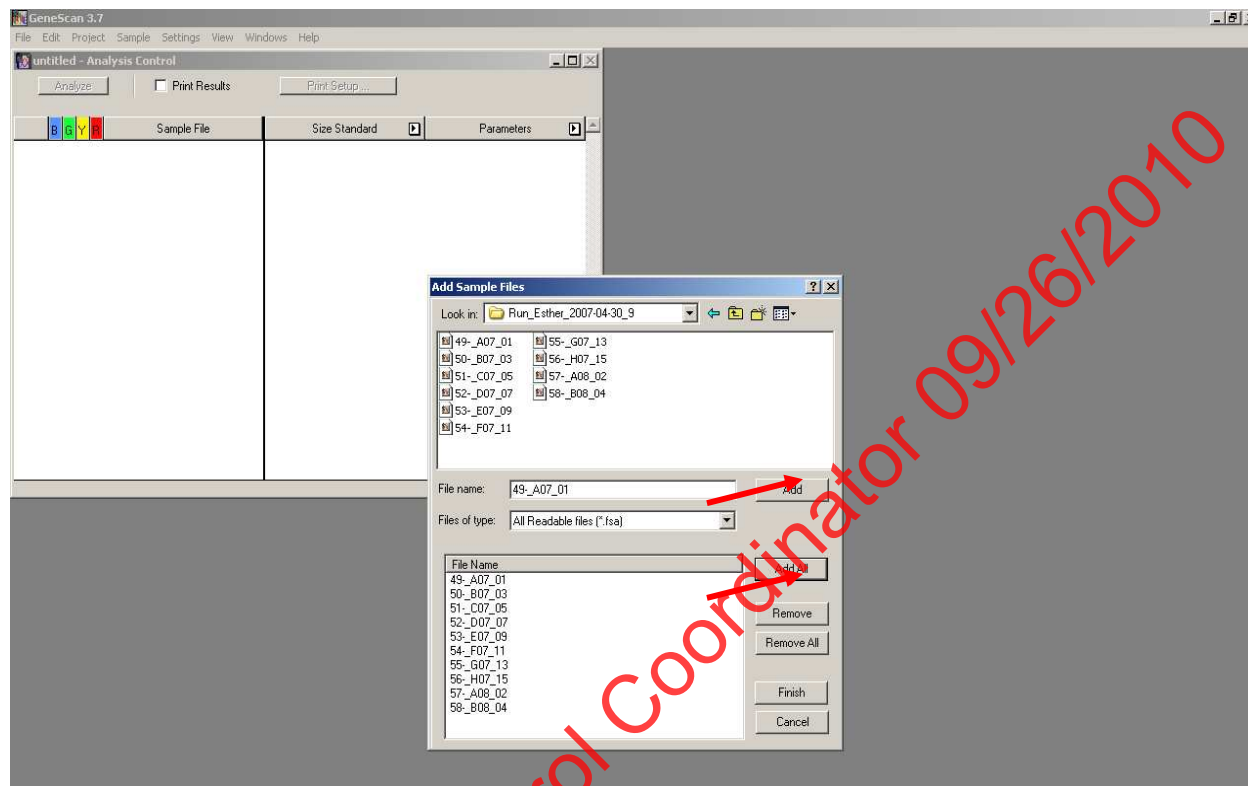 GeneScan 3.7
File Edit Project Sample Settings View Windows Help
untitled - Analysis Control
Analyze Print Results Print Setup ...
B G Y R Sample File Size Standard Parameters
Add Sample Files
Look in: Run_Esther_2007-04-30_9
49-_A07_01 55-_G07_13
50-_B07_03 56-_H07_15
51-_C07_05 57-_A08_02
52-_D07_07 58-_B08_04
53-_E07_09
54-_F07_11
File name: 49-_A07_01 Add
Files of type: All Readable files (*.fsa)
File Name Add All
49-_A07_01
50-_B07_03
51-_C07_05
52-_D07_07
53-_E07_09
54-_F07_11
55-_G07_13
56-_H07_15
57-_A08_02
58-_B08_04
Remove
Remove All
Finish
Cancel
rol Coordinator 09/26/2010